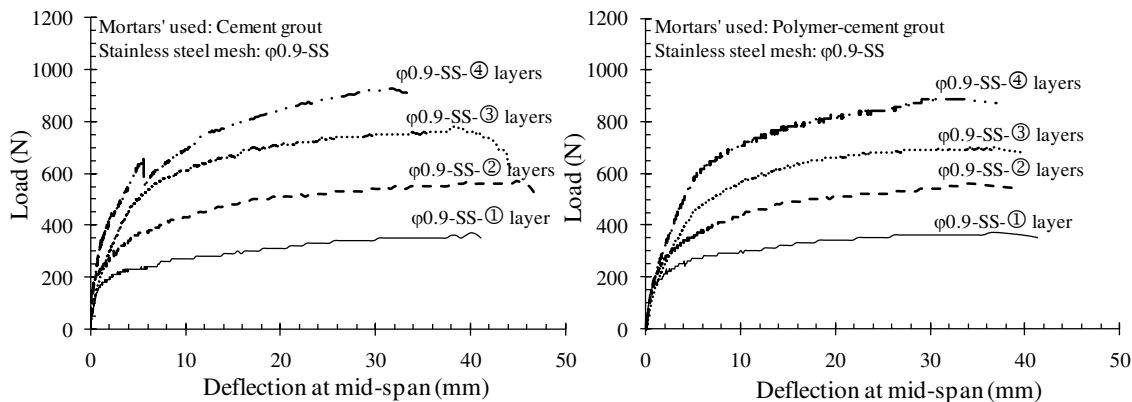 Mortars' used: Cement grout
Stainless steel mesh: φ0.9-SS
φ0.9-SS-④ layers
φ0.9-SS-③ layers
φ0.9-SS-② layers
φ0.9-SS-① layer
Load (N)
1200
1000
800
600
400
200
0
0 10 20 30 40 50
Deflection at mid-span (mm)
Mortars' used: Polymer-cement grout
Stainless steel mesh: φ0.9-SS
φ0.9-SS-④ layers
φ0.9-SS-③ layers
φ0.9-SS-② layers
φ0.9-SS-① layer
Load (N)
1200
1000
800
600
400
200
0
0 10 20 30 40 50
Deflection at mid-span (mm)